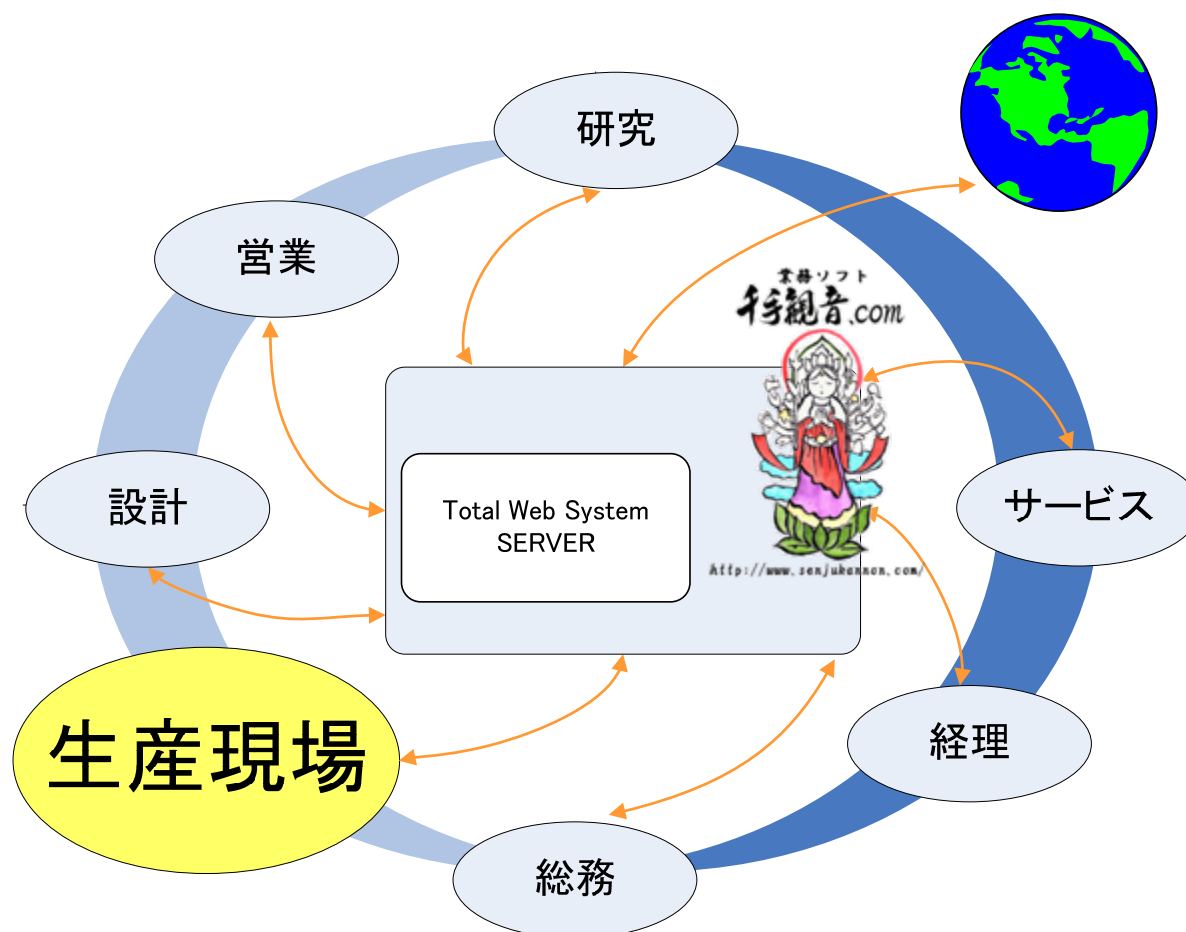 研究
営業
業務ソフト
千手観音.com
設計
Total Web System
SERVER
サービス
http://www.senjukannon.com/
生産現場
経理
総務